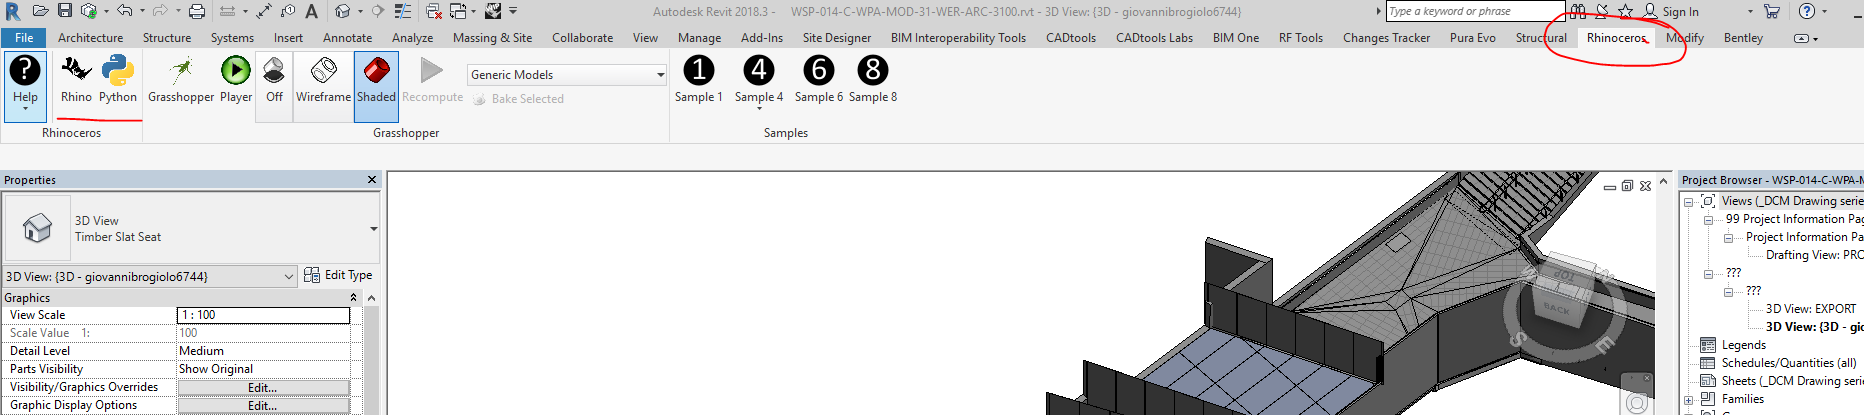 Autodesk Revit 2018.3 - WSP-014-C-WPA-MOD-31-WER-ARC-3100.rvt - 3D View: {3D - giovannibrogiolo6744}
Type a keyword or phrase
Sign In
File Architecture Structure Systems Insert Annotate Analyze Massing & Site Collaborate View Manage Add-Ins Site Designer BIM Interoperability Tools CADtools CADtools Labs BIM One RF Tools Changes Tracker Pura Evo Structural Rhinoceros Modify Bentley
Generic Models
Bake Selected
Help Rhino Python Grasshopper Player Off Wireframe Shaded Recompute
1 4 6 8
Sample 1 Sample 4 Sample 6 Sample 8
Rhinoceros Grasshopper Samples
Properties
3D View
Timber Slat Seat
3D View: {3D - giovannibrogiolo6744}
Edit Type
Graphics
View Scale 1 : 100
Scale Value 1: 100
Detail Level Medium
Parts Visibility Show Original
Visibility/Graphics Overrides Edit...
Graphic Display Options Edit...
TOP
BACK
S
E
Project Browser - WSP-014-C-WPA-M
Views (_DCM Drawing serie
99 Project Information Pag
Project Information Pa
Drafting View: PRO
???
???
3D View: EXPORT
3D View: {3D - gio
Legends
Schedules/Quantities (all)
Sheets (_DCM Drawing seri
Families